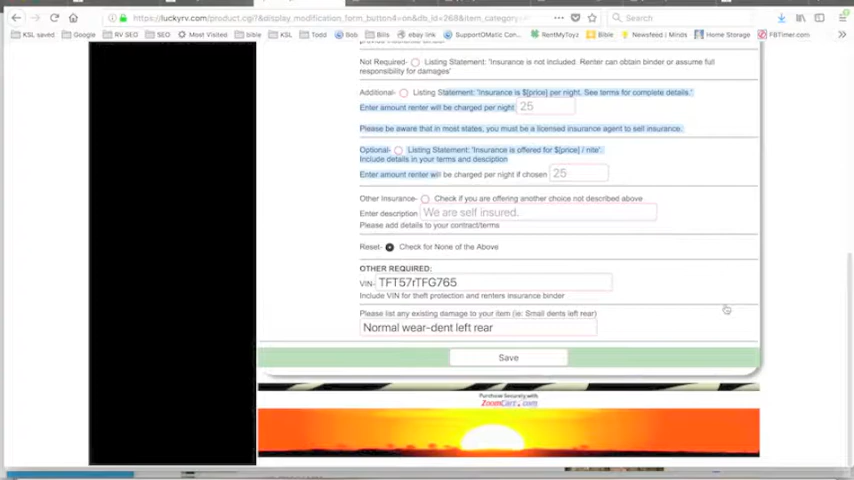 https://luckyrv.com/product.cgi?&display_modification_form_button4=on&db_id=268&item_category=
Search
KSL saved
Google
RV SEO
SEO
Most Visited
bible
KSL
Todd
Bob
Bills
SupportOMatic Con...
ebay link
RentMyToyz
Bible
Newsfeed | Minds
Home Storage
FBTimer.com
Not Required- Listing Statement: 'Insurance is not included. Renter can obtain binder or assume full
responsibility for damages'
Additional- Listing Statement: 'Insurance is $[price] per night. See terms for complete details.'
Enter amount renter will be charged per night 25
Please be aware that in most states, you must be a licensed insurance agent to sell insurance.
Optional- Listing Statement: 'Insurance is offered for $[price] / nite'.
Include details in your terms and desciption
Enter amount renter will be charged per night if chosen 25
Other Insurance- Check if you are offering another choice not described above
Enter description We are self insured.
Please add details to your contract/terms
Reset- Check for None of the Above
OTHER REQUIRED:
VIN- TFT57rTFG765
Include VIN for theft protection and renters insurance binder
Please list any existing damage to your item (ie: Small dents left rear)
Normal wear-dent left rear
Save
Purchase Securely with
ZoomCart.com